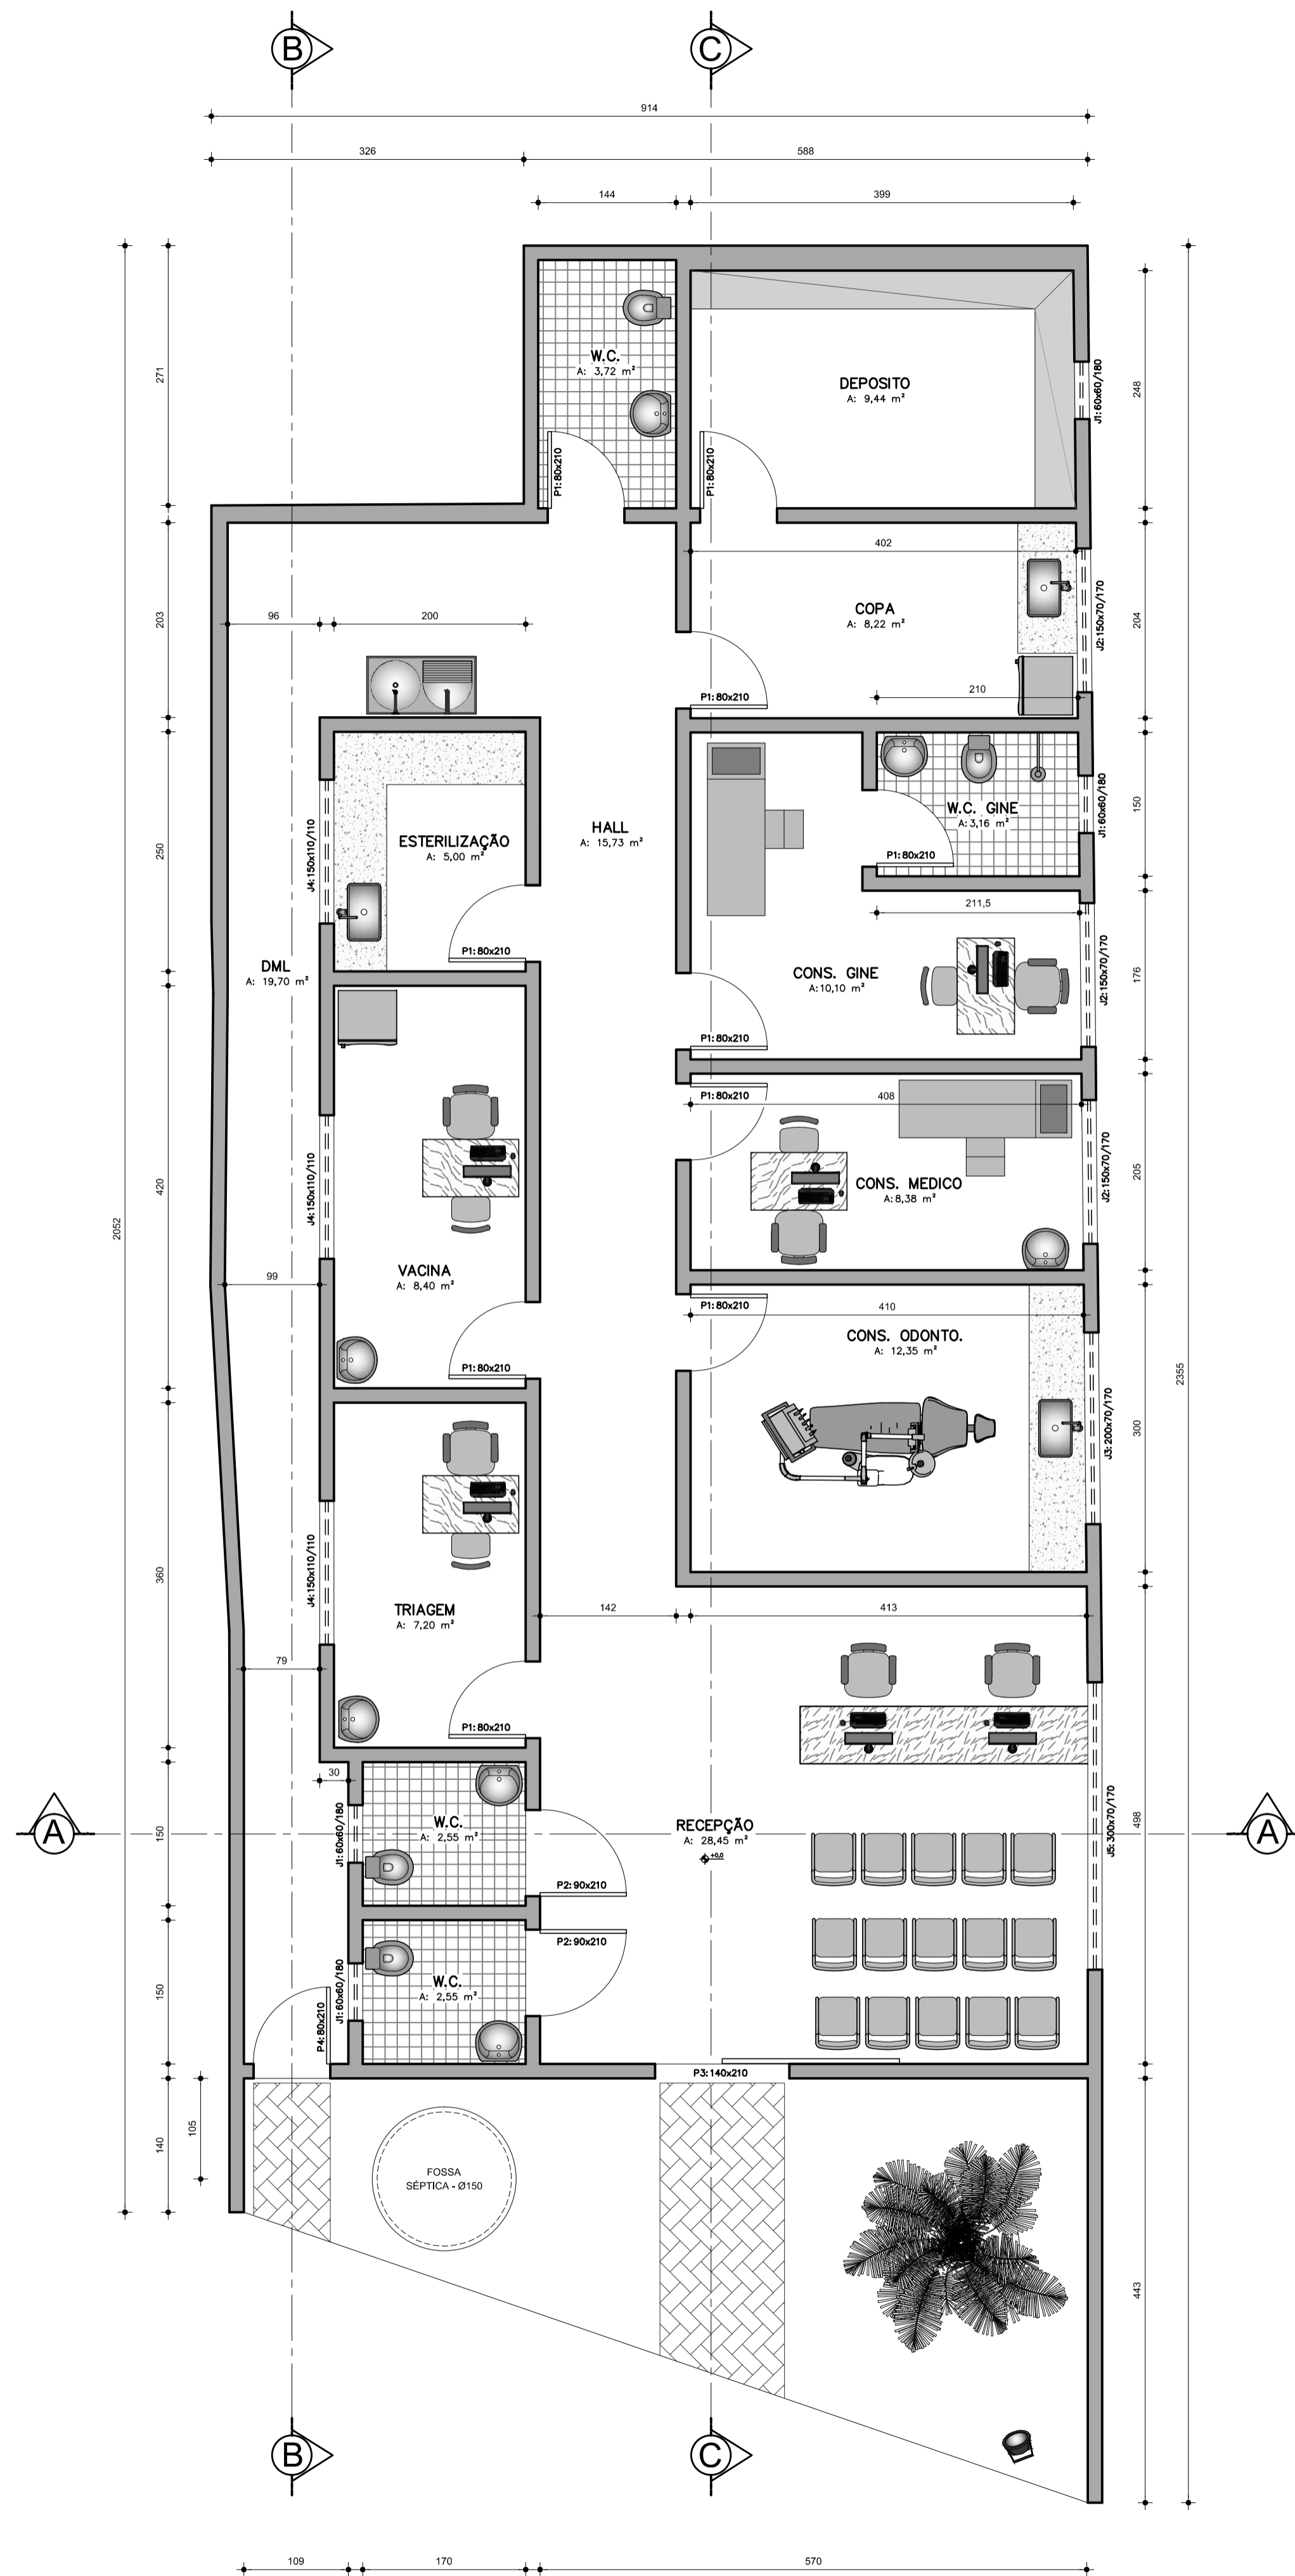 B
C
914
326
588
144
399
271
W.C.
A: 3,72 m²
P1:80x210
DEPOSITO
A: 9,44 m²
P1:80x210
J1:60x60/180
248
2052
203
96
200
402
COPA
A: 8,22 m²
P1:80x210
210
J2:150x70/170
204
250
J4:150x110/110
ESTERILIZAÇÃO
A: 5,00 m²
P1:80x210
HALL
A: 15,73 m²
W.C. GINE
A:3,16 m²
P1:80x210
J1:60x60/180
150
211,5
DML
A: 19,70 m²
CONS. GINE
A:10,10 m²
P1:80x210
J2:150x70/170
176
420
J4:150x110/110
P1:80x210
408
CONS. MEDICO
A:8,38 m²
J2:150x70/170
205
99
VACINA
A: 8,40 m²
P1:80x210
P1:80x210
410
CONS. ODONTO.
A: 12,35 m²
J3:200x70/170
300
2355
360
J4:150x110/110
TRIAGEM
A: 7,20 m²
P1:80x210
142
413
79
30
A
150
J1:60x60/180
W.C.
A: 2,55 m²
P2:90x210
RECEPÇÃO
A: 28,45 m²
+0,0
J5:300x70/170
498
A
150
J1:60x60/180
W.C.
A: 2,55 m²
P2:90x210
P4:80x210
P3:140x210
140
105
FOSSA
SÉPTICA - Ø150
443
B
C
109
170
570